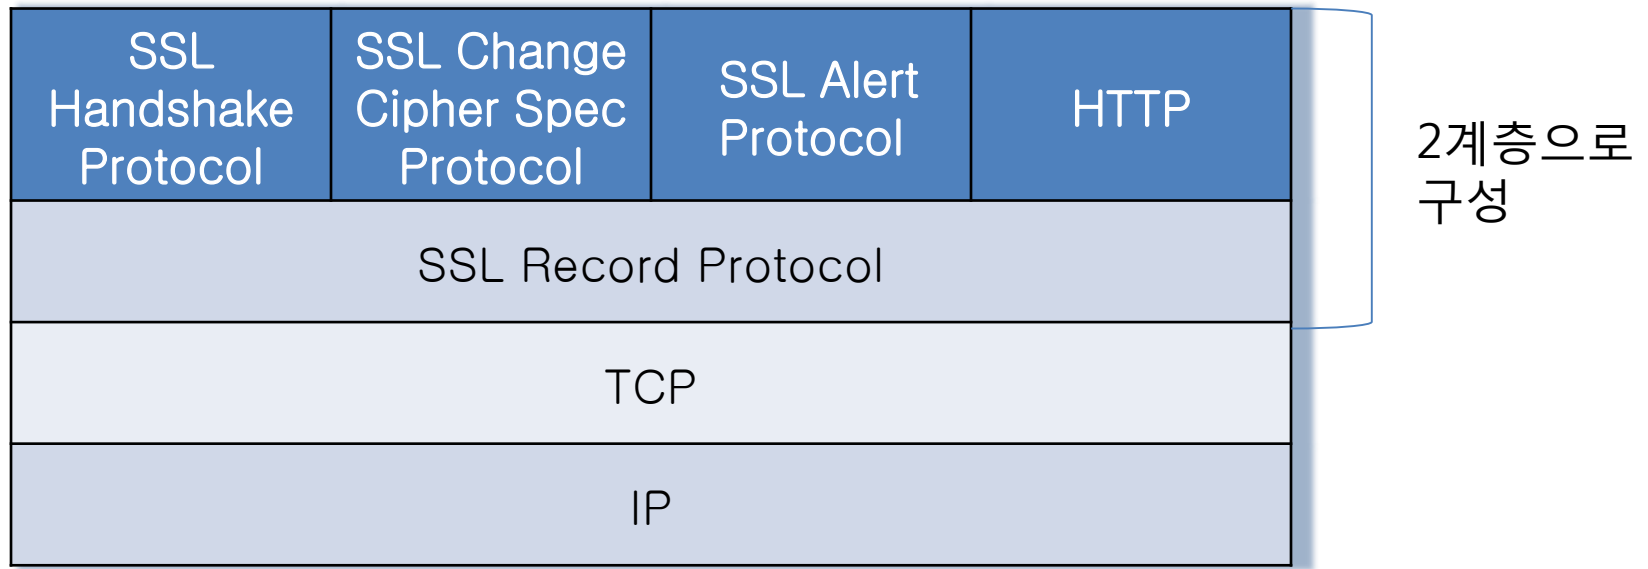 SSL
Handshake
Protocol
SSL Change
Cipher Spec
Protocol
SSL Alert
Protocol
HTTP
2계층으로
구성
SSL Record Protocol
TCP
IP